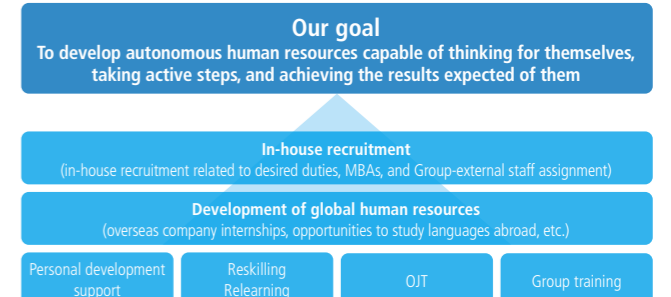 Our goal
To develop autonomous human resources capable of thinking for themselves,
taking active steps, and achieving the results expected of them
In-house recruitment
(in-house recruitment related to desired duties, MBAs, and Group-external staff assignment)
Development of global human resources
(overseas company internships, opportunities to study languages abroad, etc.)
Personal development
support
Reskilling
Relearning
OJT
Group training